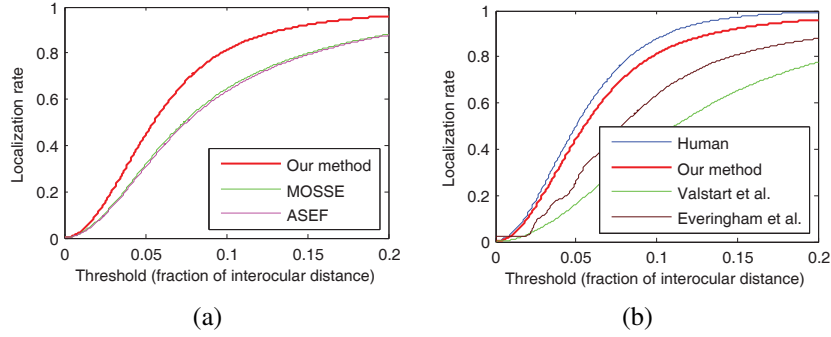 Localization rate
1
0.8
0.6
0.4
0.2
0
Our method
MOSSE
ASEF
0 0.05 0.1 0.15 0.2
Threshold (fraction of interocular distance)
(a)
Localization rate
1
0.8
0.6
0.4
0.2
0
Human
Our method
Valstart et al.
Everingham et al.
0 0.05 0.1 0.15 0.2
Threshold (fraction of interocular distance)
(b)